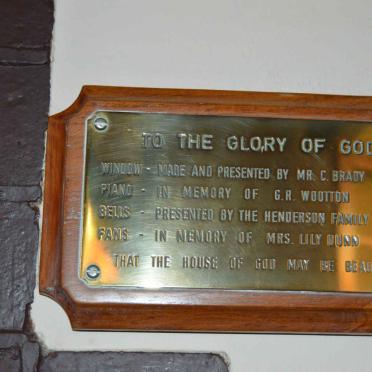 TO THE GLORY OF GOD
WINDOW - MADE AND PRESENTED BY MR. C. BRADY
PIANO - IN MEMORY OF G.R. WOOTTON
BELLS - PRESENTED BY THE HENDERSON FAMILY
FANS - IN MEMORY OF MRS. LILY DUNN
THAT THE HOUSE OF GOD MAY BE BEAU